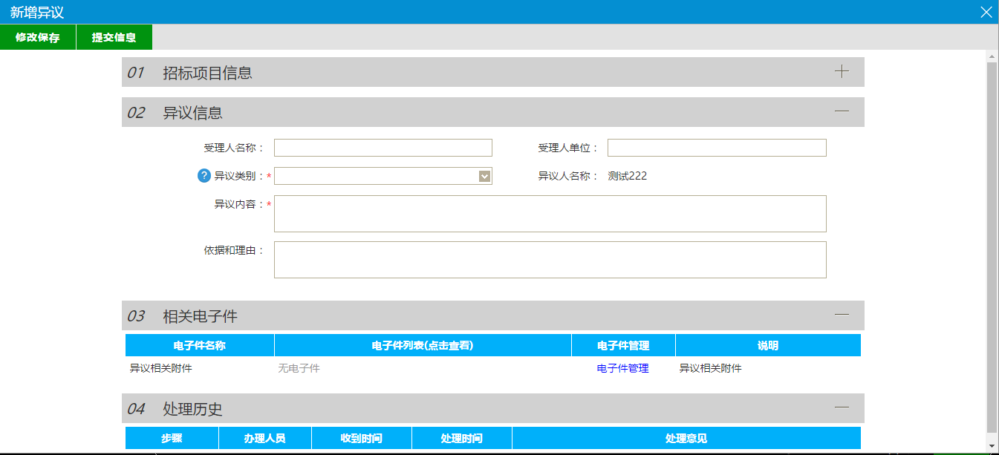 新增异议
修改保存 提交信息
01 招标项目信息
02 异议信息
受理人名称： 受理人单位：
? 异议类别：* 异议人名称： 测试222
异议内容：*
依据和理由：
03 相关电子件
电子件名称 电子件列表(点击查看) 电子件管理 说明
异议相关附件 无电子件 电子件管理 异议相关附件
04 处理历史
步骤 办理人员 收到时间 处理时间 处理意见